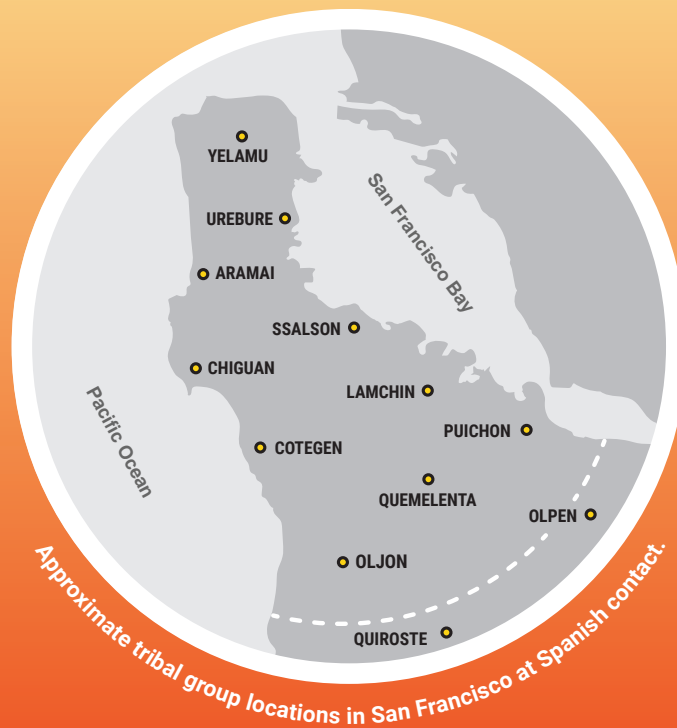 YELAMU
San Francisco Bay
UREBURE
ARAMAI
SSALSON
CHIGUAN
LAMCHIN
Pacific Ocean
PUICHON
COTEGEN
QUEMELENTA
OLPEN
OLJON
QUIROSTE
Approximate tribal group locations in San Francisco at Spanish contact.